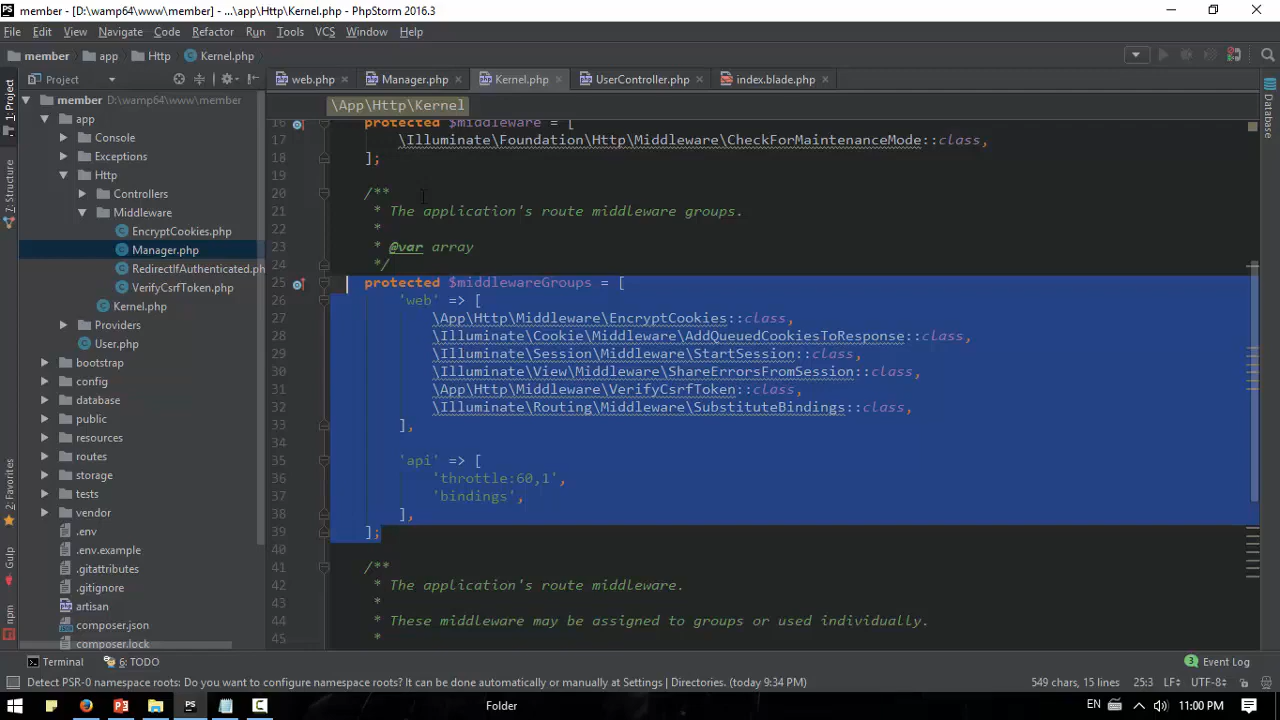 member - [D:\wamp64\www\member] - ...\app\Http\Kernel.php - PhpStorm 2016.3
File Edit View Navigate Code Refactor Run Tools VCS Window Help
member app Http Kernel.php
Project
web.php Manager.php Kernel.php UserController.php index.blade.php
\App\Http\Kernel
1: Project
7: Structure
2: Favorites
Gulp
npm
Database
member D:\wamp64\www\member
app
Console
Exceptions
Http
Controllers
Middleware
EncryptCookies.php
Manager.php
RedirectIfAuthenticated.ph
VerifyCsrfToken.php
Kernel.php
Providers
User.php
bootstrap
config
database
public
resources
routes
storage
tests
vendor
.env
.env.example
.gitattributes
.gitignore
artisan
composer.json
composer.lock
16 protected $middleware = [
17 \Illuminate\Foundation\Http\Middleware\CheckForMaintenanceMode::class,
18 ];
19
20 /**
21 * The application's route middleware groups.
22 *
23 * @var array
24 */
25 protected $middlewareGroups = [
26 'web' => [
27 \App\Http\Middleware\EncryptCookies::class,
28 \Illuminate\Cookie\Middleware\AddQueuedCookiesToResponse::class,
29 \Illuminate\Session\Middleware\StartSession::class,
30 \Illuminate\View\Middleware\ShareErrorsFromSession::class,
31 \App\Http\Middleware\VerifyCsrfToken::class,
32 \Illuminate\Routing\Middleware\SubstituteBindings::class,
33 ],
34
35 'api' => [
36 'throttle:60,1',
37 'bindings',
38 ],
39 ];
40
41 /**
42 * The application's route middleware.
43 *
44 * These middleware may be assigned to groups or used individually.
45 *
Terminal 6: TODO 3 Event Log
Detect PSR-0 namespace roots: Do you want to configure namespace roots? It can be done automatically or manually at Settings | Directories. (today 9:34 PM) 549 chars, 15 lines 25:3 LF÷ UTF-8÷
Folder EN 11:00 PM